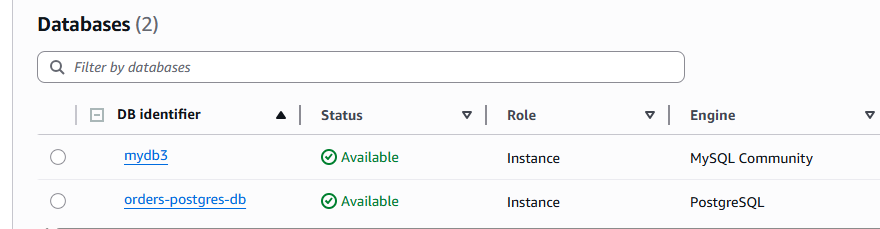 Databases (2)
Filter by databases
DB identifier Status Role Engine
mydb3 Available Instance MySQL Community
orders-postgres-db Available Instance PostgreSQL